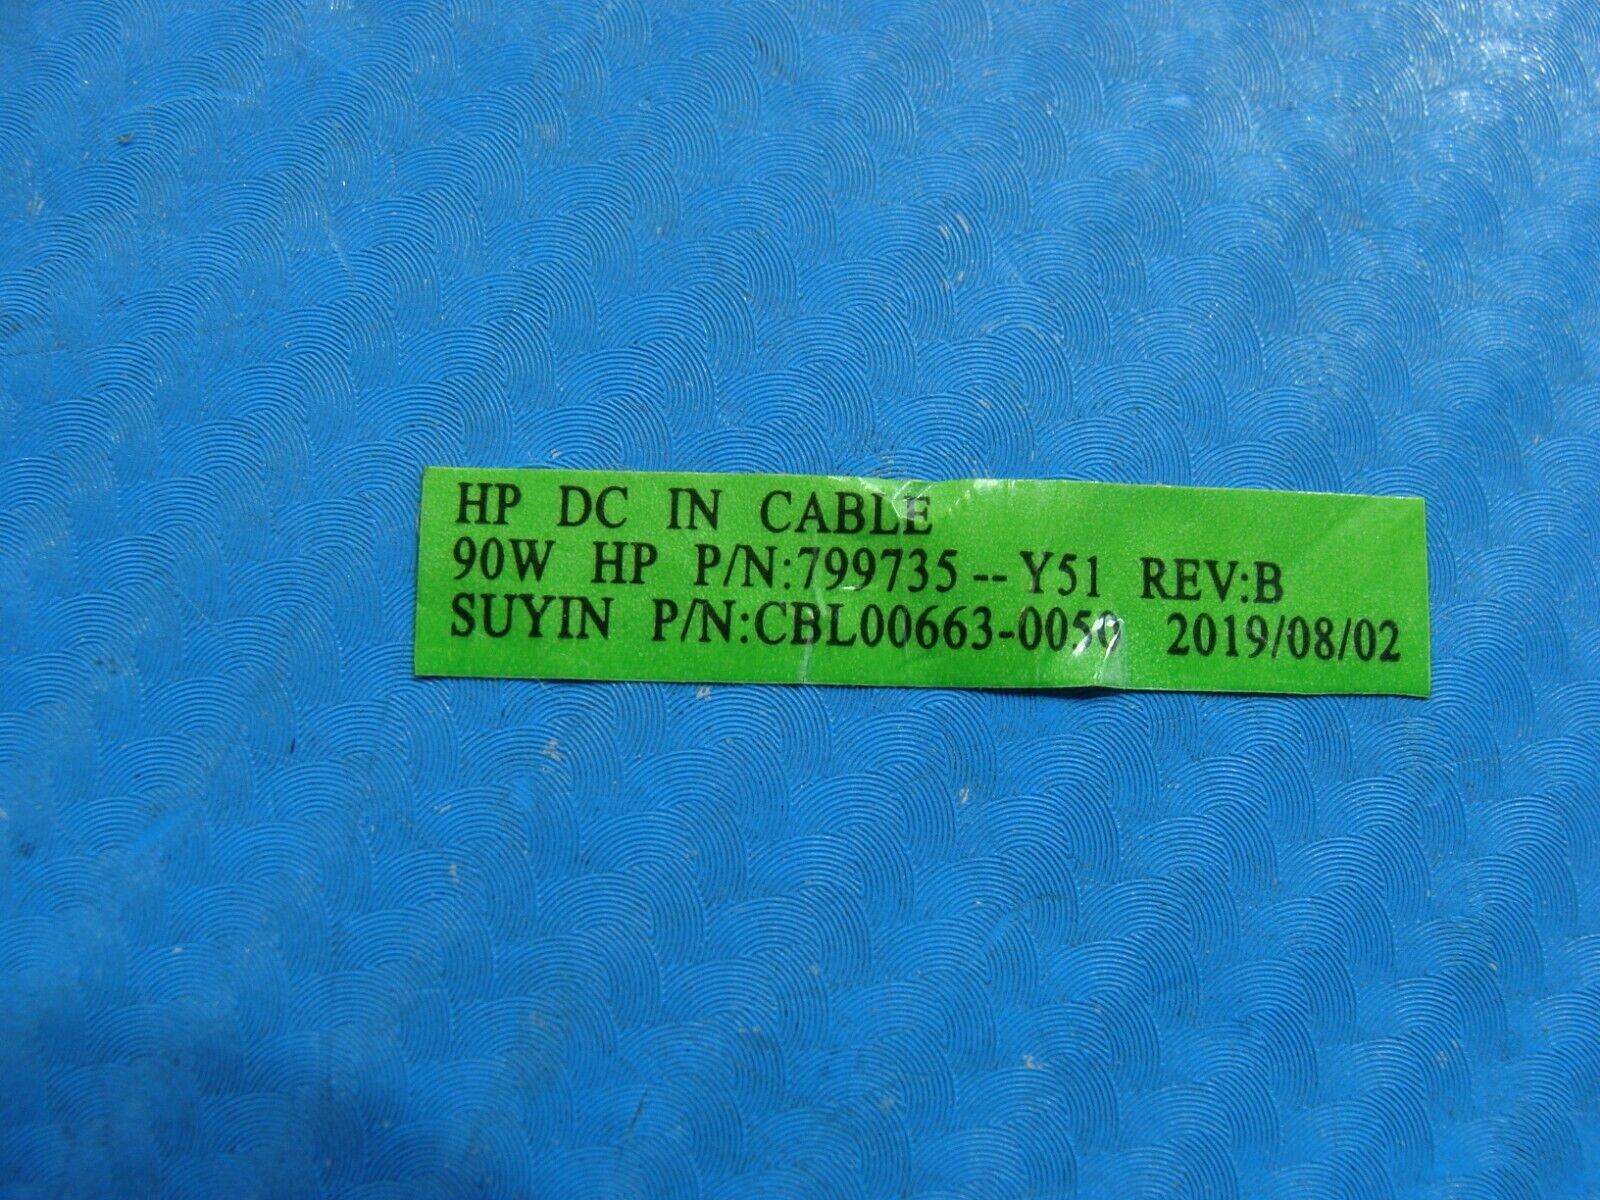 HP DC IN CABLE
90W HP P/N:799735--Y51 REV:B
SUYIN P/N:CBL00663-0050 2019/08/02